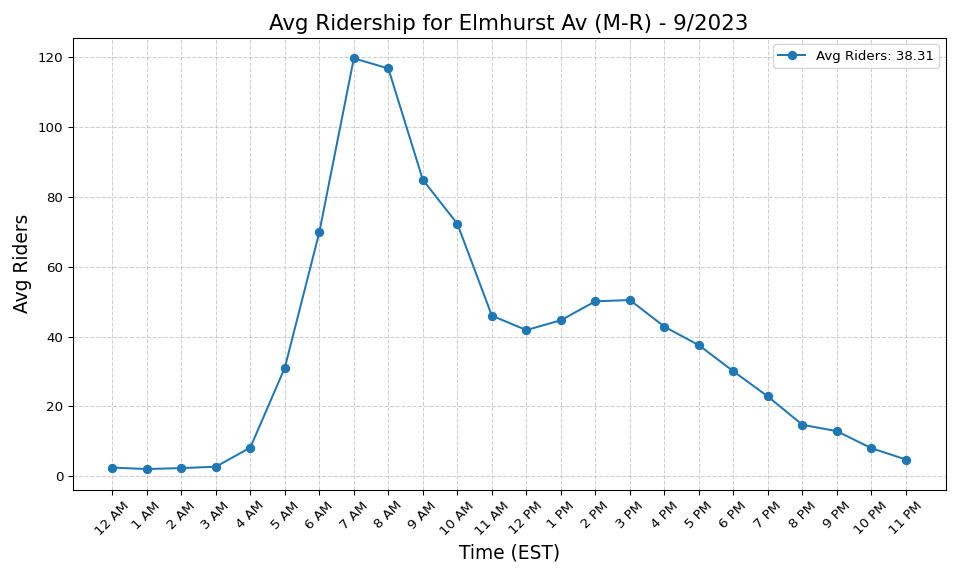 Avg Ridership for Elmhurst Av (M-R) - 9/2023
Avg Riders: 38.31
Avg Riders
120
100
80
60
40
20
0
12 AM
1 AM
2 AM
3 AM
4 AM
5 AM
6 AM
7 AM
8 AM
9 AM
10 AM
11 AM
12 PM
1 PM
2 PM
3 PM
4 PM
5 PM
6 PM
7 PM
8 PM
9 PM
10 PM
11 PM
Time (EST)